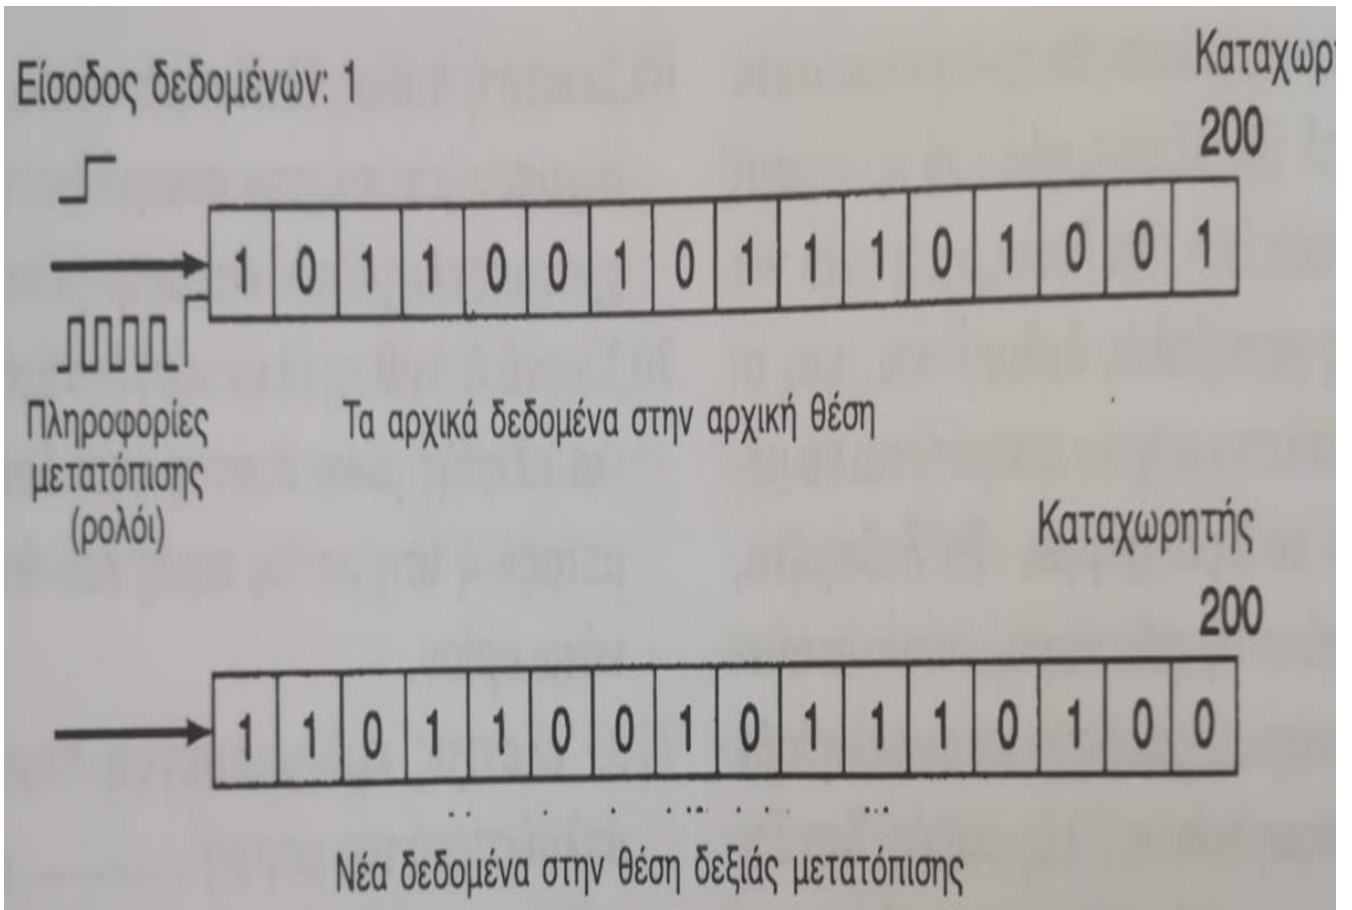 Είσοδος δεδομένων: 1
200
1 0 1 1 0 0 1 0 1 1 1 0 1 0 0 1
Πληροφορίες
μετατόπισης
(ρολόι)
Τα αρχικά δεδομένα στην αρχική θέση
Καταχωρητής
200
1 1 0 1 1 0 0 1 0 1 1 1 0 1 0 0
Νέα δεδομένα στην θέση δεξιάς μετατόπισης